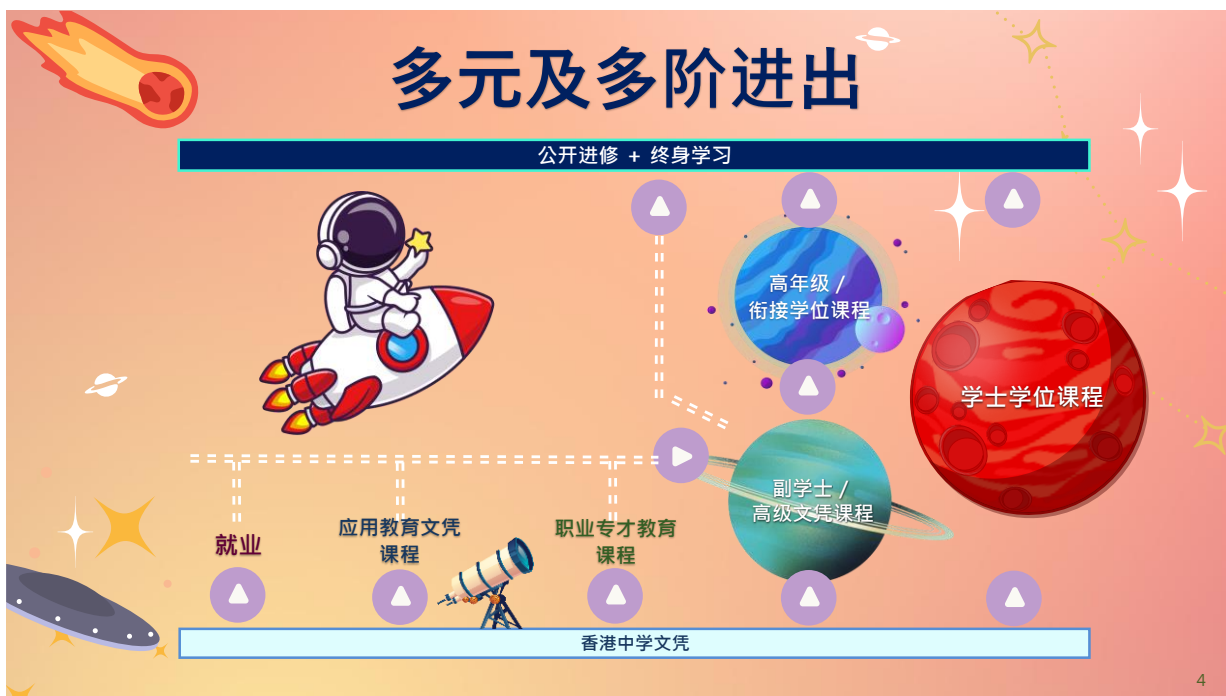 多元及多阶进出
公开进修 + 终身学习
高年级 /
衔接学位课程
学士学位课程
副学士 /
高级文凭课程
就业
应用教育文凭
课程
职业专才教育
课程
香港中学文凭
4